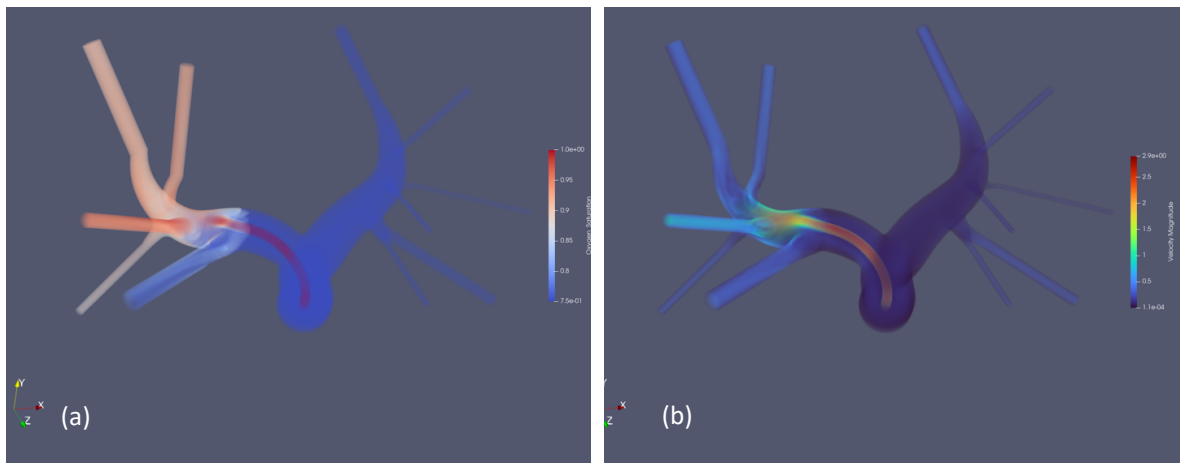 1.0e+00
0.95
0.9
0.85
0.8
7.5e-01
Oxygen Saturation
Y
X
Z
(a)
2.9e+00
2.5
2
1.5
1
0.5
1.1e-04
Velocity Magnitude
Y
X
Z
(b)